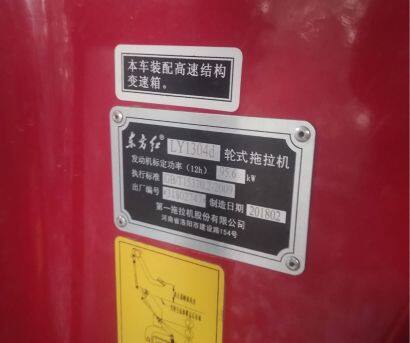 本车装配高速结构
变速箱。
东方红 LY1304d 轮式拖拉机
发动机标定功率（12h） 95.6 kW
执行标准
出厂编号 制造日期 201802
第一拖拉机股份有限公司
河南省洛阳市建设路154号